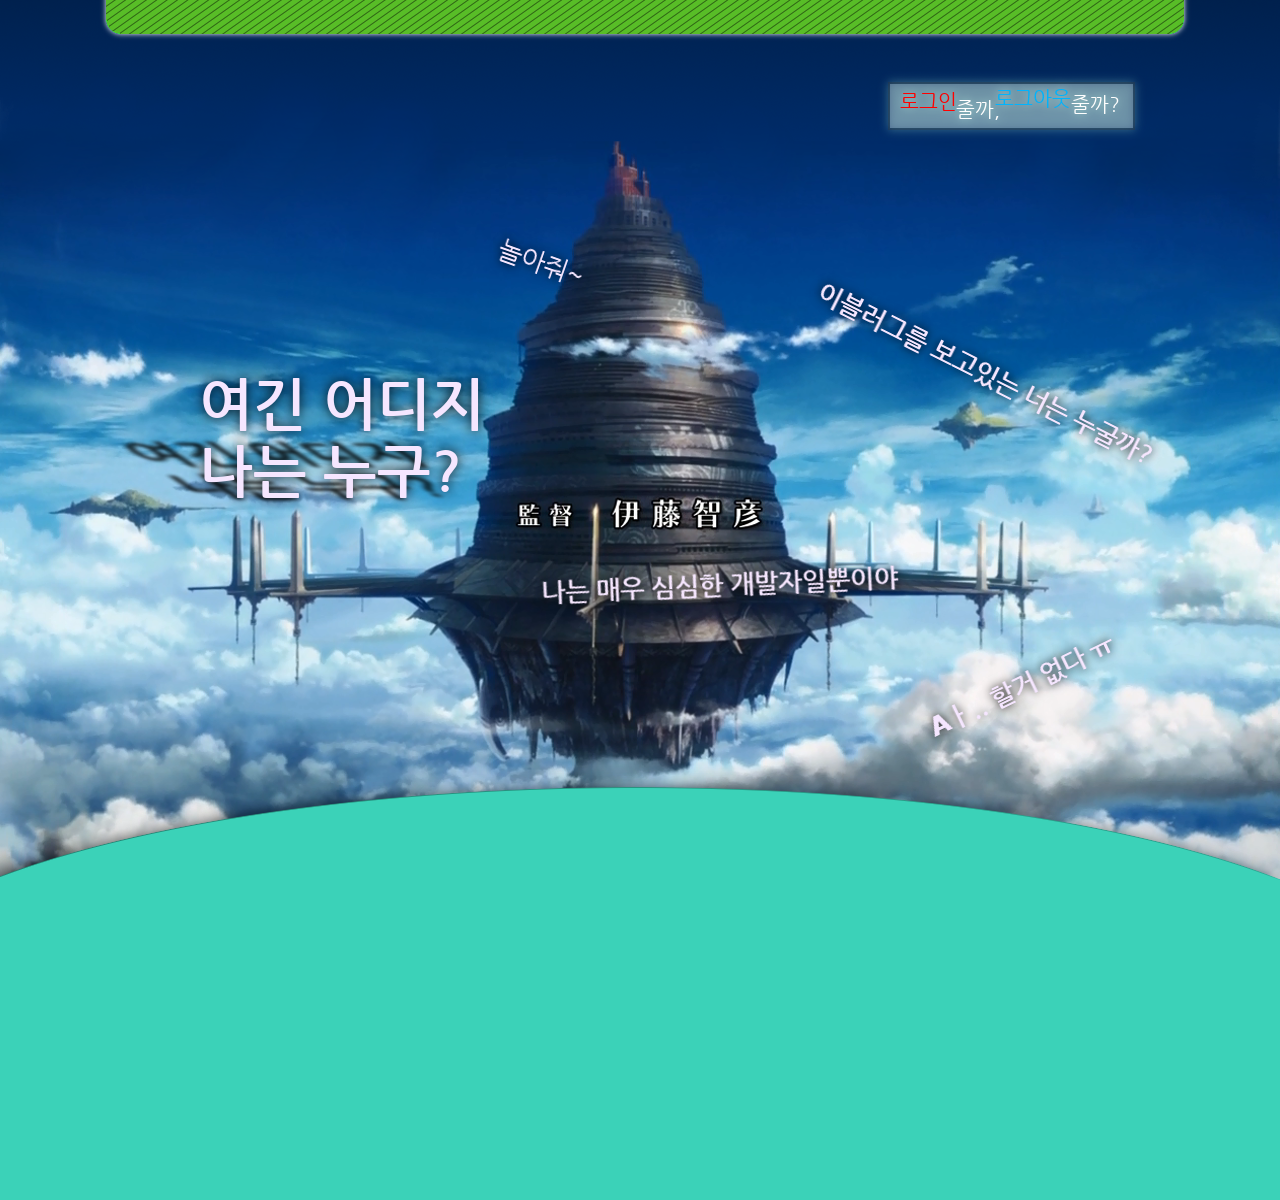 로그인줄까, 로그아웃줄까?
놀아줘~
이블러그를 보고있는 너는 누굴까?
여긴 어디지
나는 누구?
監督 伊藤智彦
나는 매우 심심한 개발자일뿐이야
Aㅏ.. 할거 없다 ㅠ